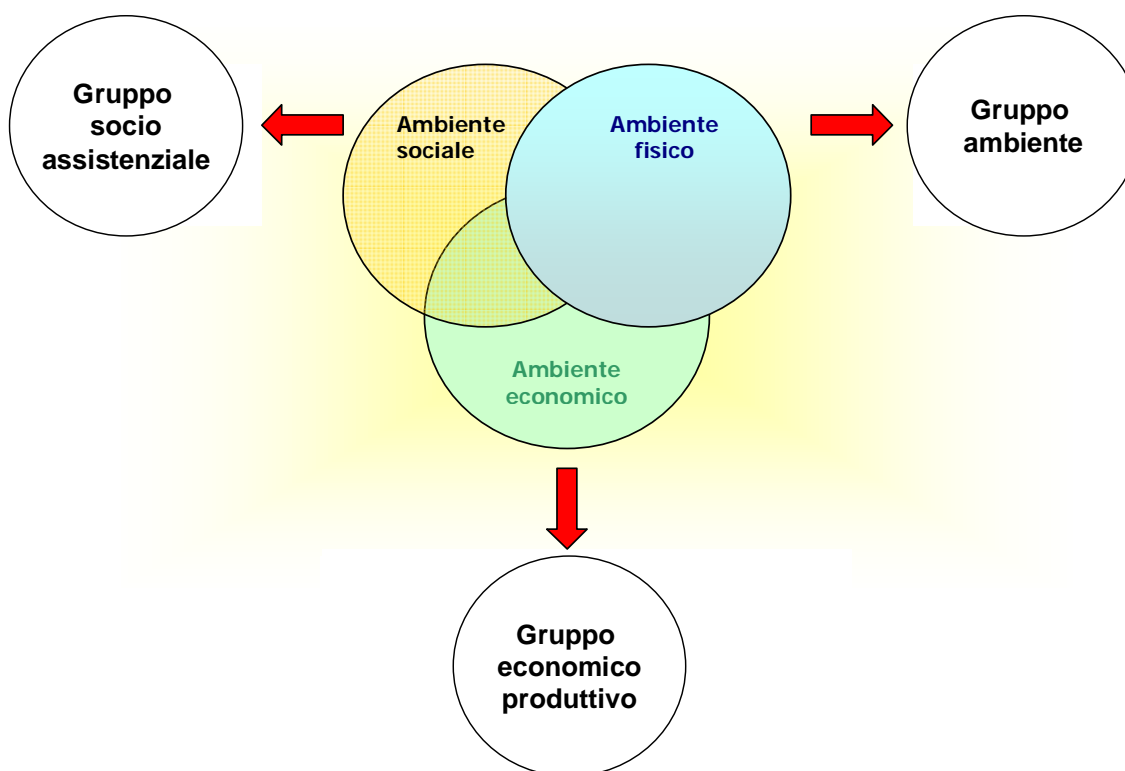 Gruppo
socio
assistenziale
Ambiente
sociale
Ambiente
fisico
Gruppo
ambiente
Ambiente
economico
Gruppo
economico
produttivo